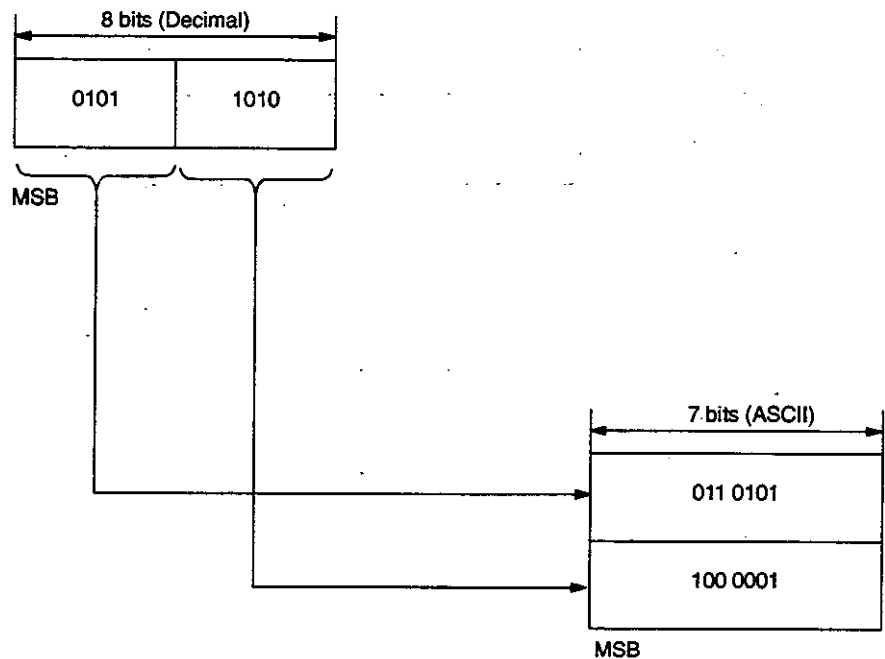 8 bits (Decimal)
0101 1010
MSB
7 bits (ASCII)
011 0101
100 0001
MSB